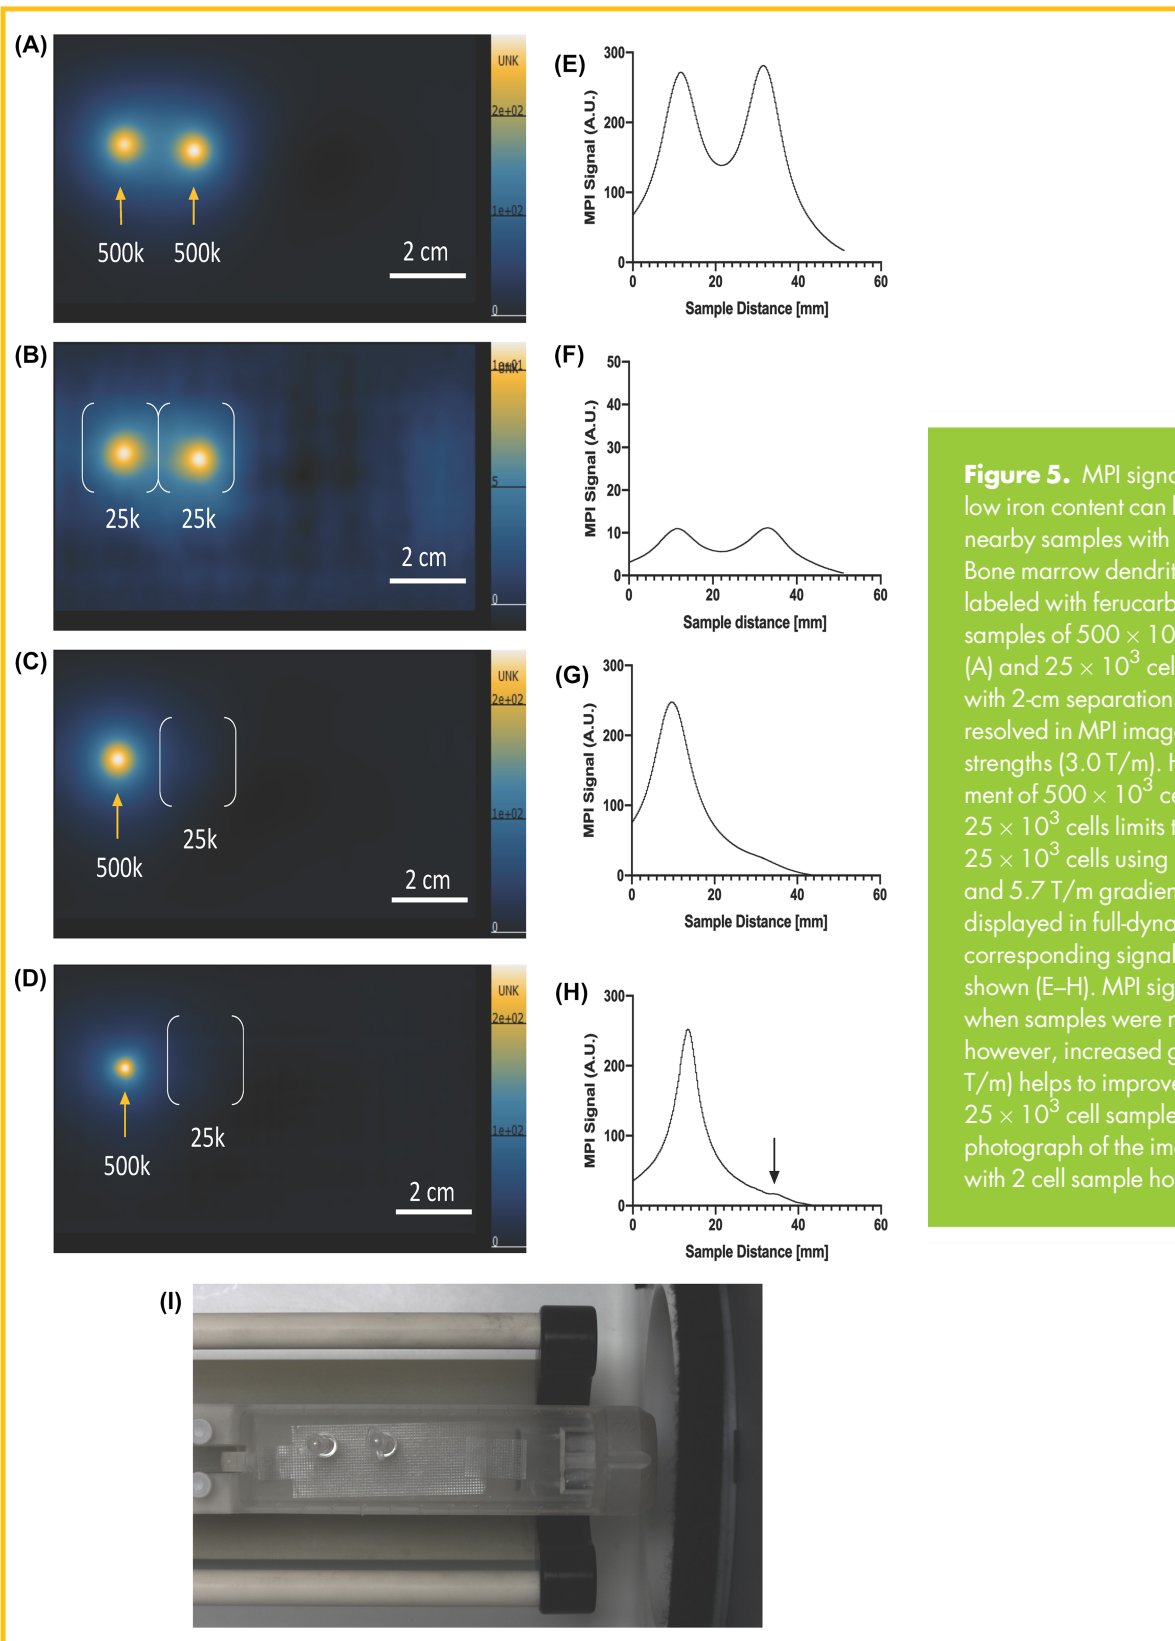 (A)
UNK
2e+02
1e+02
0
500k
500k
2 cm
(E)
300
200
100
0
MPI Signal (A.U.)
0 20 40 60
Sample Distance [mm]
(B)
1e+01
UNK
5
0
25k
25k
2 cm
(F)
50
40
30
20
10
0
MPI Signal (A.U.)
0 20 40 60
Sample distance [mm]
(C)
UNK
2e+02
1e+02
0
500k
25k
2 cm
(G)
300
200
100
0
MPI Signal (A.U.)
0 20 40 60
Sample Distance [mm]
(D)
UNK
2e+02
1e+02
0
500k
25k
2 cm
(H)
300
200
100
0
MPI Signal (A.U.)
0 20 40 60
Sample Distance [mm]
(I)
Figure 5. MPI signa
low iron content can
nearby samples with
Bone marrow dendrit
labeled with ferucarb
samples of 500 × 10
(A) and 25 × 10³ cel
with 2-cm separation
resolved in MPI image
strengths (3.0 T/m). H
ment of 500 × 10³ ce
25 × 10³ cells limits t
25 × 10³ cells using
and 5.7 T/m gradien
displayed in full-dyna
corresponding signal
shown (E–H). MPI sig
when samples were r
however, increased g
T/m) helps to improve
25 × 10³ cell sample
photograph of the im
with 2 cell sample ho